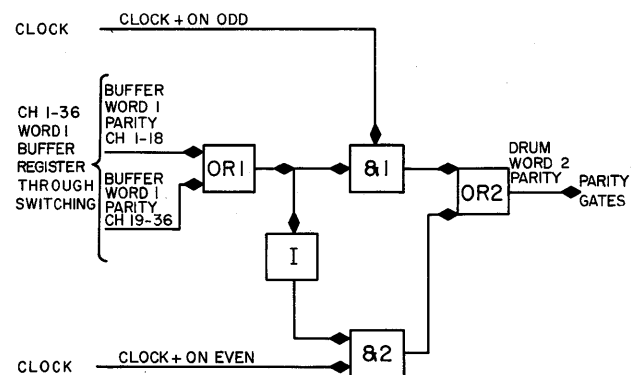 CLOCK
CLOCK + ON ODD
CH 1-36
WORD 1
BUFFER
REGISTER
THROUGH
SWITCHING
BUFFER
WORD 1
PARITY
CH 1-18
BUFFER
WORD 1
PARITY
CH 19-36
OR1
&1
I
&2
DRUM
WORD 2
PARITY
OR2
PARITY
GATES
CLOCK
CLOCK + ON EVEN